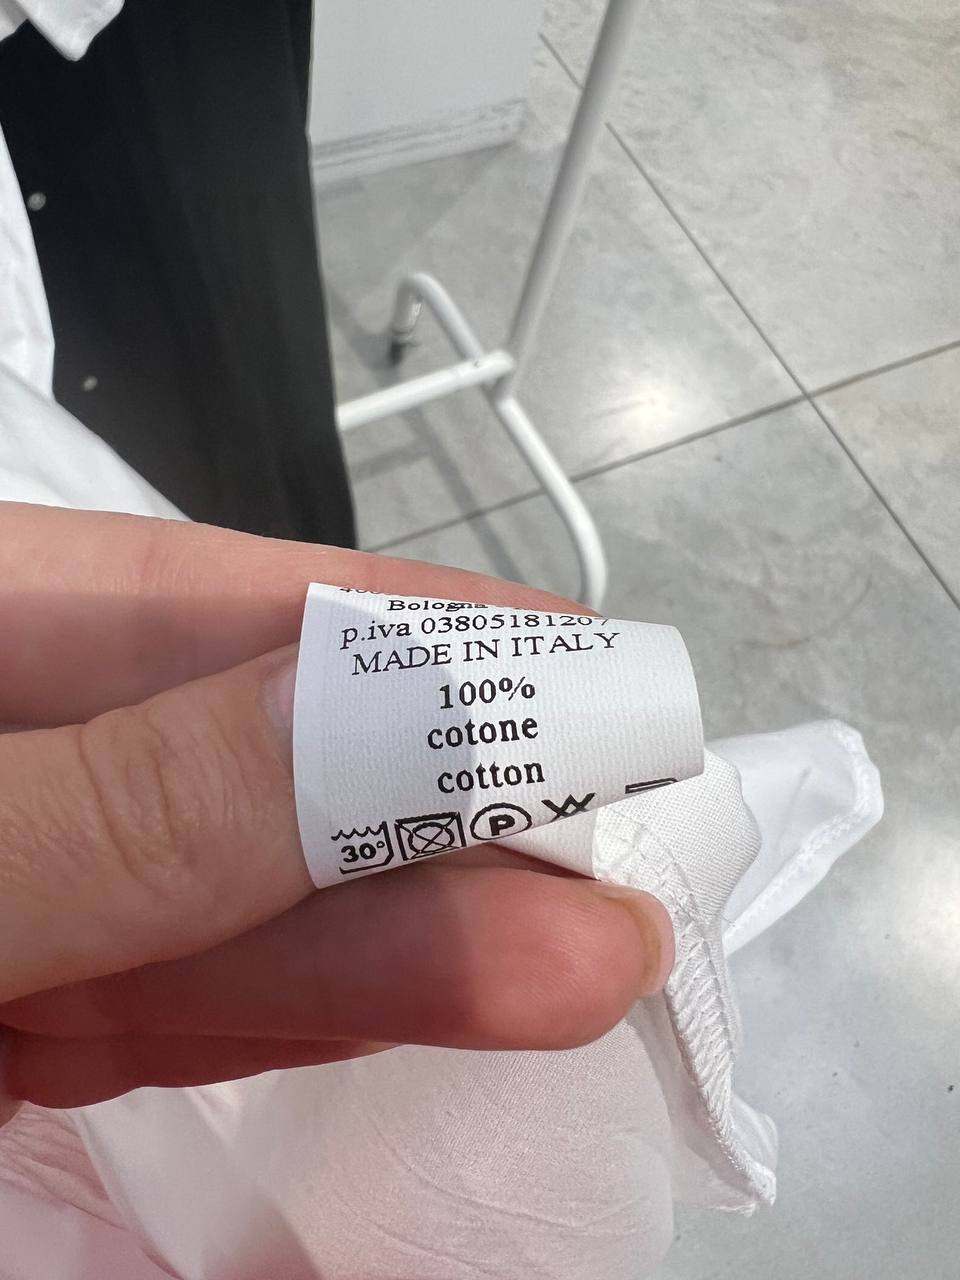 Bologna
p.iva 03805181207
MADE IN ITALY
100%
cotone
cotton
30°
P